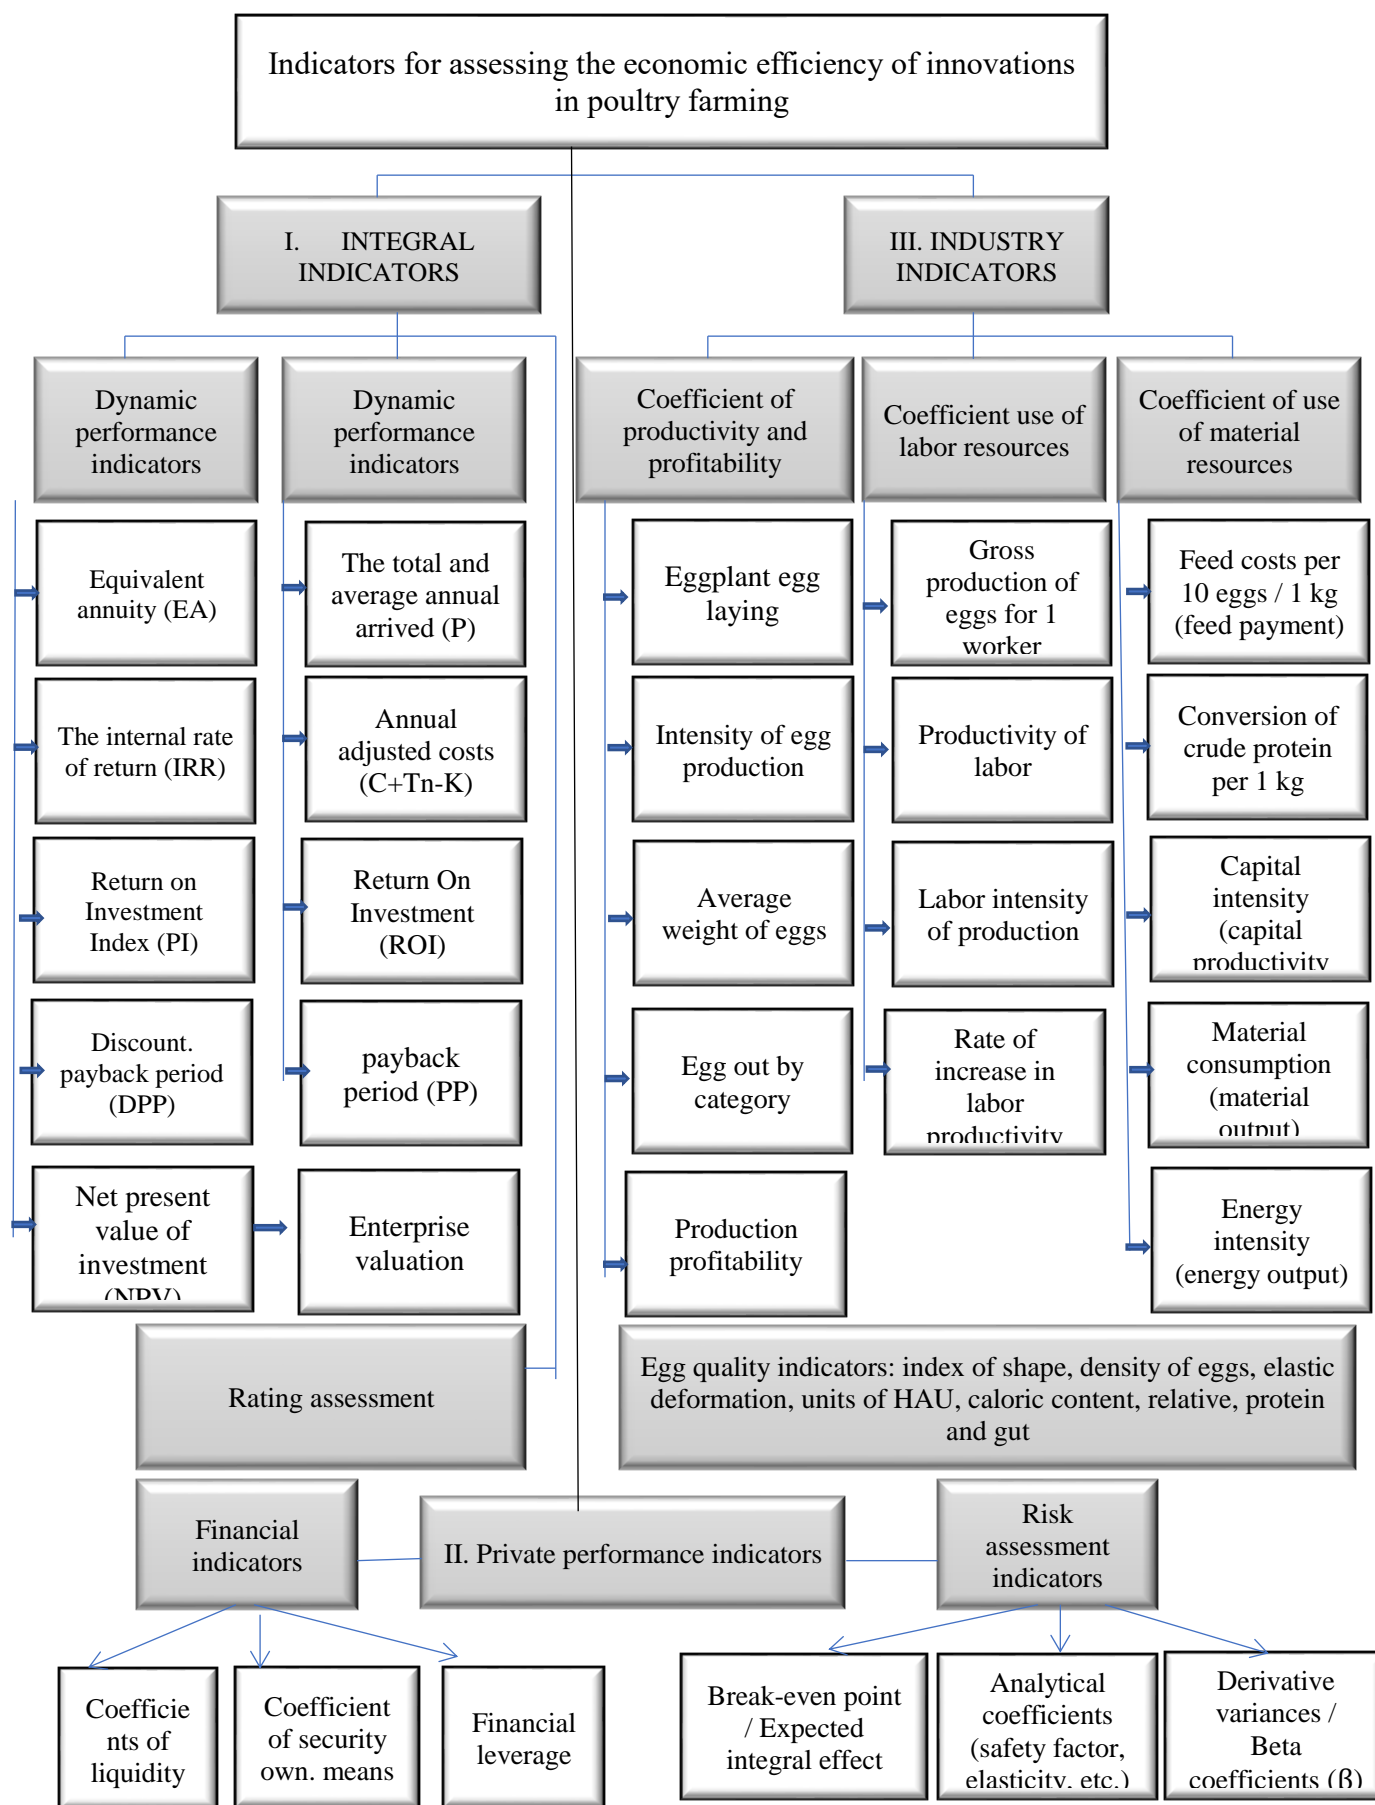 Indicators for assessing the economic efficiency of innovations
in poultry farming
I. INTEGRAL
INDICATORS
III. INDUSTRY
INDICATORS
Dynamic
performance
indicators
Dynamic
performance
indicators
Coefficient of
productivity and
profitability
Coefficient use of
labor resources
Coefficient of use
of material
resources
Equivalent
annuity (EA)
The total and
average annual
arrived (P)
Eggplant egg
laying
Gross
production of
eggs for 1
worker
Feed costs per
10 eggs / 1 kg
(feed payment)
The internal rate
of return (IRR)
Annual
adjusted costs
(C+Tn-K)
Intensity of egg
production
Productivity of
labor
Conversion of
crude protein
per 1 kg
Return on
Investment
Index (PI)
Return On
Investment
(ROI)
Average
weight of eggs
Labor intensity
of production
Capital
intensity
(capital
productivity
Discount.
payback period
(DPP)
payback
period (PP)
Egg out by
category
Rate of
increase in
labor
productivity
Material
consumption
(material
output)
Net present
value of
investment
(NPV)
Enterprise
valuation
Production
profitability
Energy
intensity
(energy output)
Rating assessment
Egg quality indicators: index of shape, density of eggs, elastic
deformation, units of HAU, caloric content, relative, protein
and gut
Financial
indicators
II. Private performance indicators
Risk
assessment
indicators
Coefficie
nts of
liquidity
Coefficient
of security
own. means
Financial
leverage
Break-even point
/ Expected
integral effect
Analytical
coefficients
(safety factor,
elasticity, etc.)
Derivative
variances /
Beta
coefficients (ß)